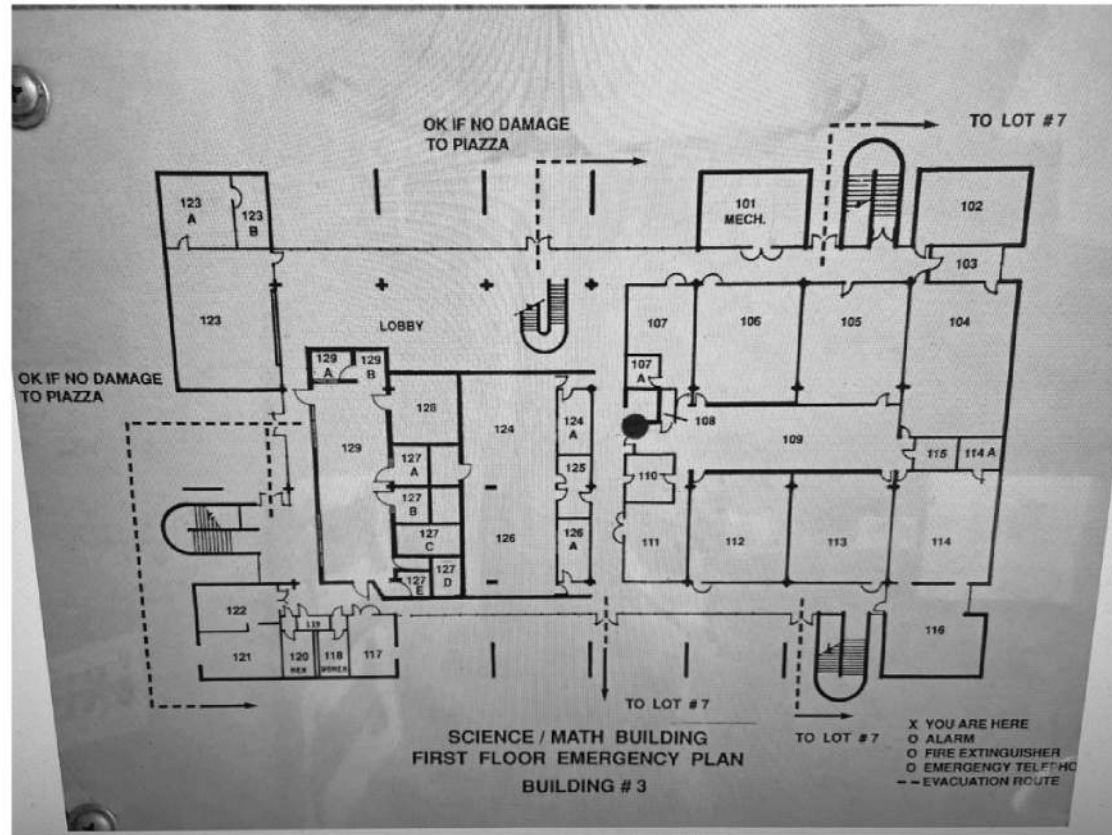 OK IF NO DAMAGE
TO PIAZZA
TO LOT # 7
123
A
123
B
101
MECH.
102
103
123
LOBBY
107
106
105
104
129
A
129
B
107
A
OK IF NO DAMAGE
TO PIAZZA
128
124
124
A
108
109
129
127
A
125
110
115
114 A
127
B
127
C
126
126
A
111
112
113
114
127
D
127
E
122
119
116
121
120
MEN
118
WOMEN
117
TO LOT # 7
TO LOT # 7
SCIENCE / MATH BUILDING
FIRST FLOOR EMERGENCY PLAN
BUILDING # 3
X YOU ARE HERE
O ALARM
O FIRE EXTINGUISHER
O EMERGENCY TELEPHO
-- EVACUATION ROUTE